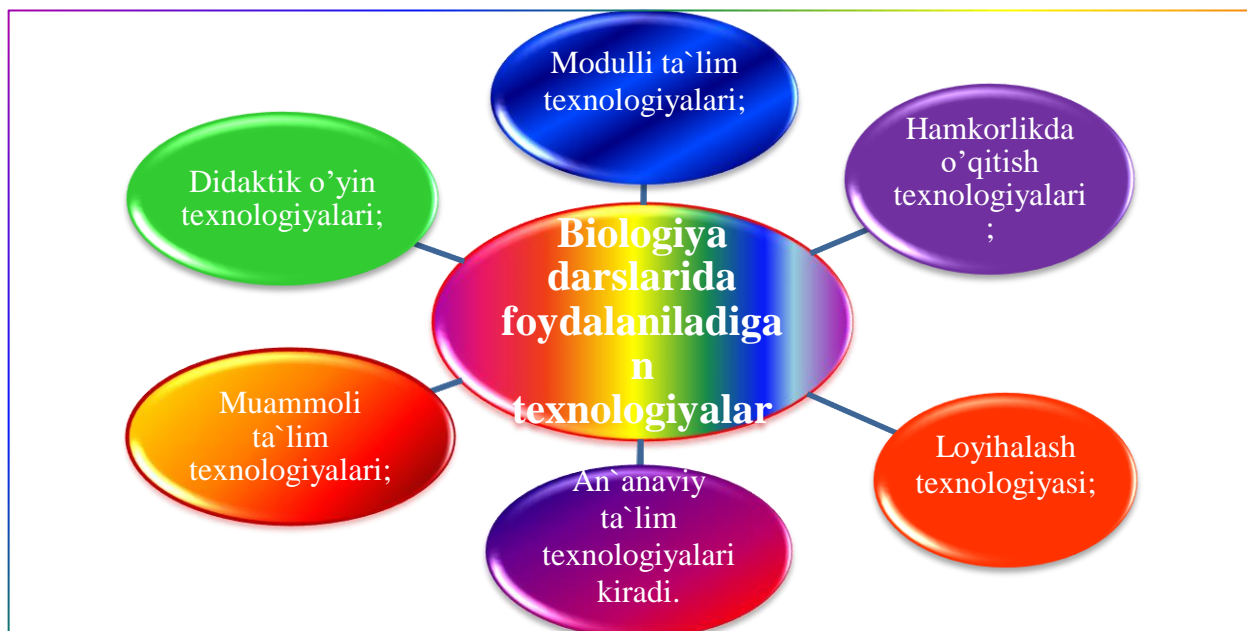 Modulli ta`lim
texnologiyalari;
Didaktik o’yin
texnologiyalari;
Hamkorlikda
o’qitish
texnologiyalari
;
Biologiya
darslarida
foydalaniladiga
n
texnologiyalar
Muammoli
ta`lim
texnologiyalari;
Loyihalash
texnologiyasi;
An`anaviy
ta`lim
texnologiyalari
kiradi.